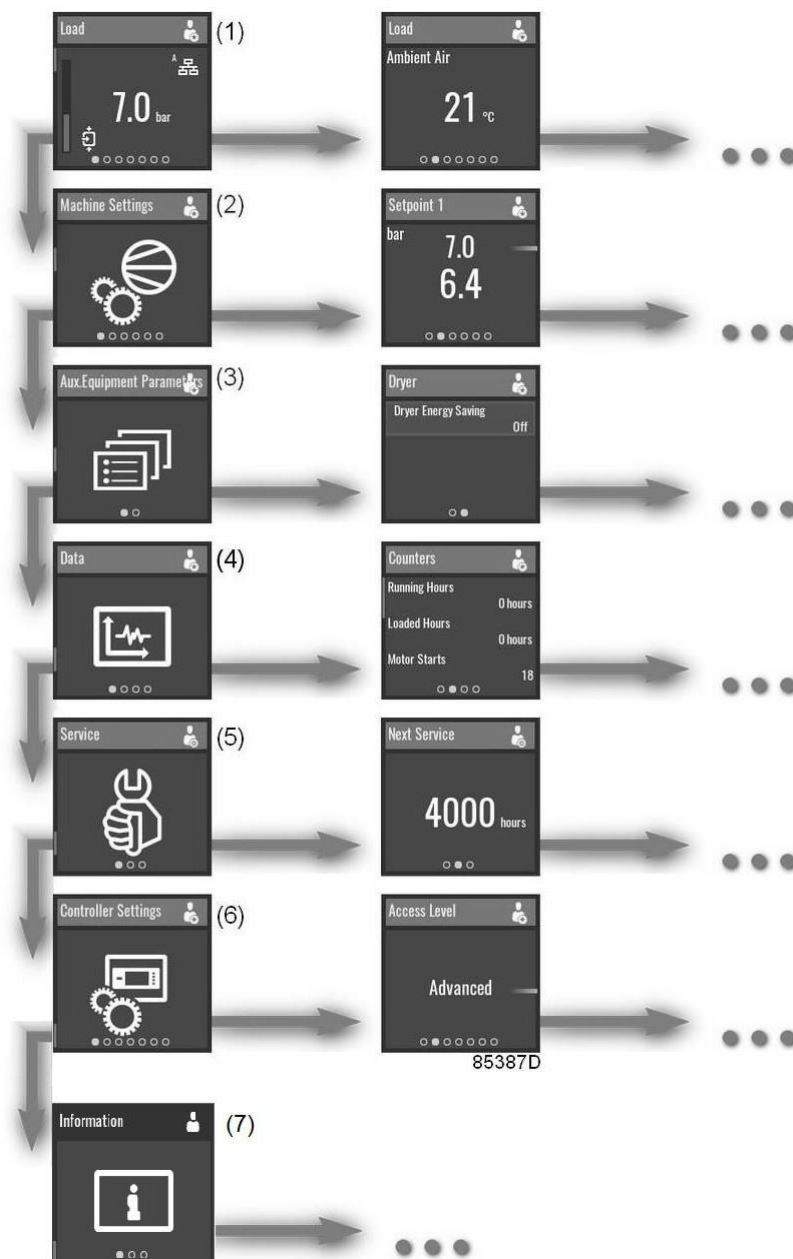 Load
(1)
A
7.0 bar
Load
Ambient Air
21 °C
Machine Settings
(2)
Setpoint 1
bar
7.0
6.4
Aux.Equipment Parameters
(3)
Dryer
Dryer Energy Saving
Off
Data
(4)
Counters
Running Hours
0 hours
Loaded Hours
0 hours
Motor Starts
18
Service
(5)
Next Service
4000 hours
Controller Settings
(6)
Access Level
Advanced
85387D
Information
(7)
i